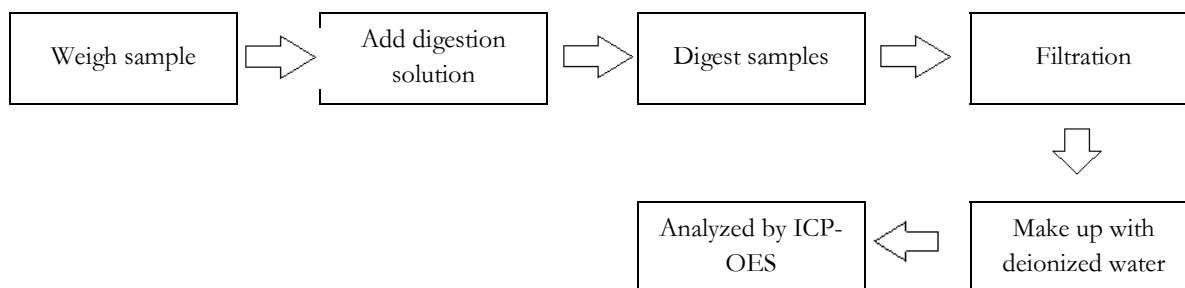 Weigh sample
Add digestion
solution
Digest samples
Filtration
Make up with
deionized water
Analyzed by ICP-
OES